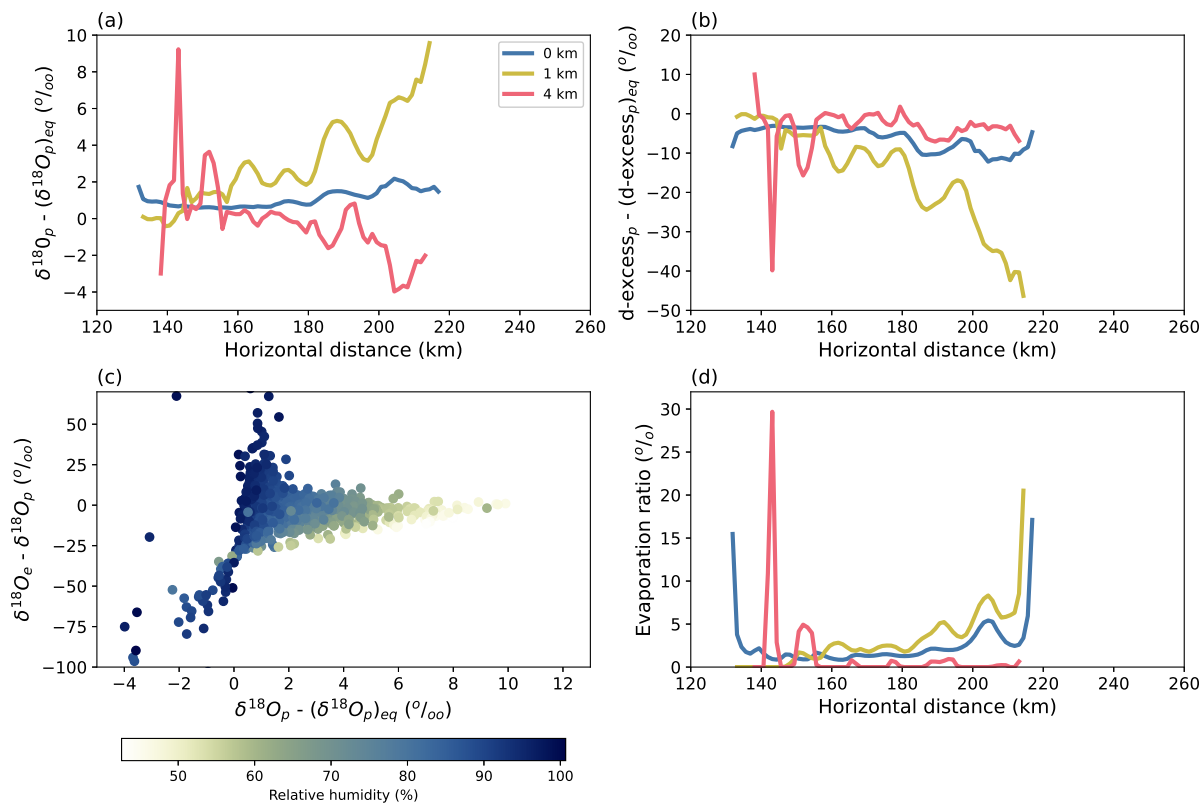 (a)
δ¹⁸0ₚ - (δ¹⁸Oₚ)ₑq (º/ₒₒ)
10
8
6
4
2
0
−2
−4
0 km
1 km
4 km
120 140 160 180 200 220 240 260
Horizontal distance (km)
(b)
d-excessₚ - (d-excessₚ)ₑq (º/ₒₒ)
20
10
0
−10
−20
−30
−40
−50
120 140 160 180 200 220 240 260
Horizontal distance (km)
(c)
δ¹⁸Oₑ - δ¹⁸Oₚ (º/ₒₒ)
50
25
0
−25
−50
−75
−100
−4 −2 0 2 4 6 8 10 12
δ¹⁸Oₚ - (δ¹⁸Oₚ)ₑq (º/ₒₒ)
50 60 70 80 90 100
Relative humidity (%)
(d)
Evaporation ratio (º/ₒ)
30
25
20
15
10
5
0
120 140 160 180 200 220 240 260
Horizontal distance (km)